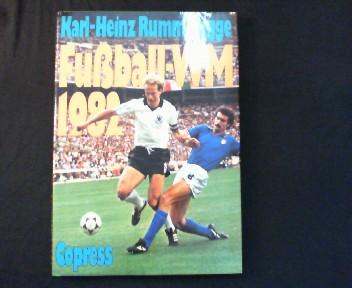 Karl-Heinz Rummenigge
Fußball-WM
1982
Copress